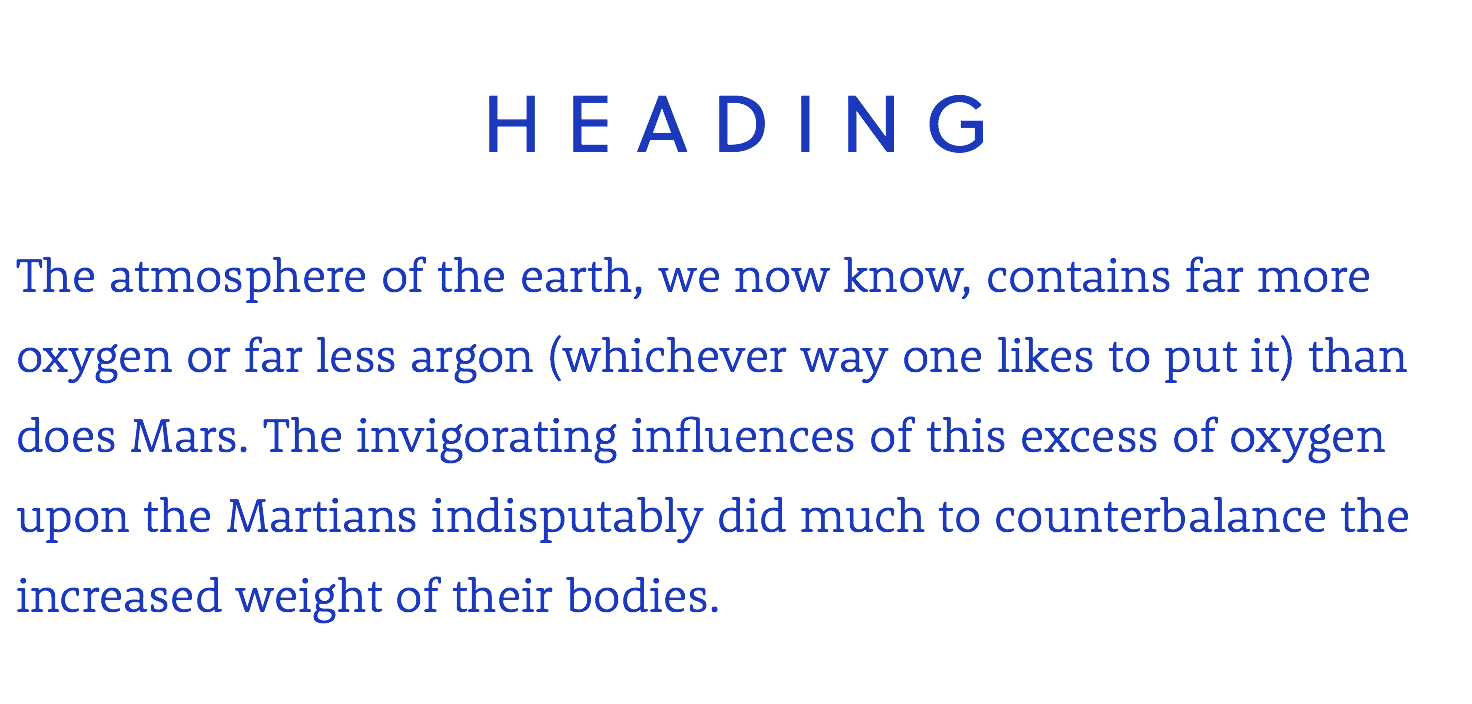 HEADING
The atmosphere of the earth, we now know, contains far more
oxygen or far less argon (whichever way one likes to put it) than
does Mars. The invigorating influences of this excess of oxygen
upon the Martians indisputably did much to counterbalance the
increased weight of their bodies.